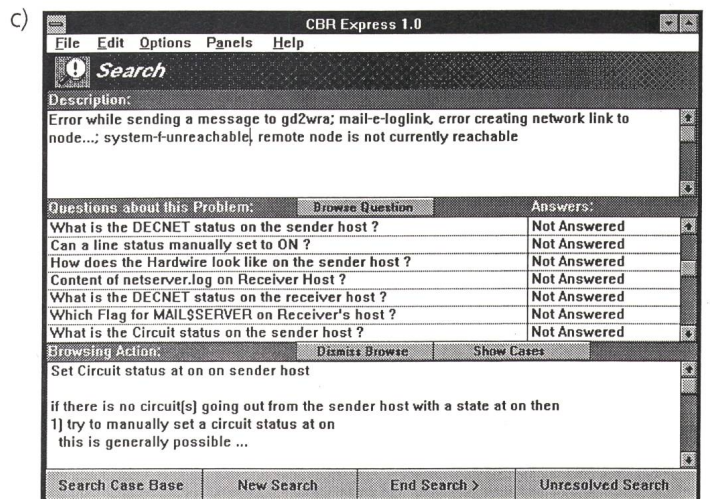 c)
CBR Express 1.0
File Edit Options Panels Help
Search
Description:
Error while sending a message to gd2wra; mail-e-loglink, error creating network link to
node...; system-f-unreachable, remote node is not currently reachable
Questions about this Problem: Browse Question Answers:
What is the DECNET status on the sender host ? Not Answered
Can a line status manually set to ON ? Not Answered
How does the Hardwire look like on the sender host ? Not Answered
Content of netserver.log on Receiver Host ? Not Answered
What is the DECNET status on the receiver host ? Not Answered
Which Flag for MAIL$SERVER on Receiver's host ? Not Answered
What is the Circuit status on the sender host ? Not Answered
Browsing Action: Dismiss Browse Show Cases
Set Circuit status at on on sender host
if there is no circuit(s) going out from the sender host with a state at on then
1) try to manually set a circuit status at on
this is generally possible ...
Search Case Base New Search End Search > Unresolved Search